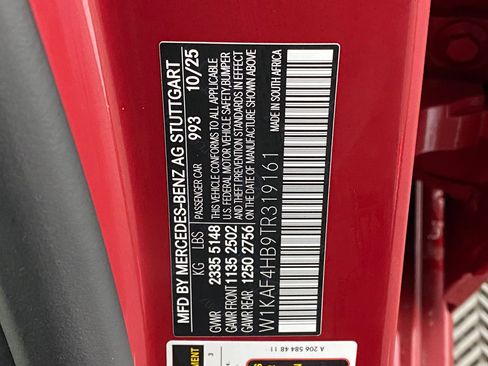 MFD BY MERCEDES-BENZ AG STUTTGART
PASSENGER CAR 993 10/25
KG LBS
GWR 2335 5148
GAWR FRONT 1135 2502
GAWR REAR 1250 2756
THIS VEHICLE CONFORMS TO ALL APPLICABLE
U.S. FEDERAL MOTOR VEHICLE SAFETY, BUMPER
AND THEFT PREVENTION STANDARDS IN EFFECT
ON THE DATE OF MANUFACTURE SHOWN ABOVE
W1KAF4HB9TR319161
MADE IN SOUTH AFRICA
A 206 584 48 11